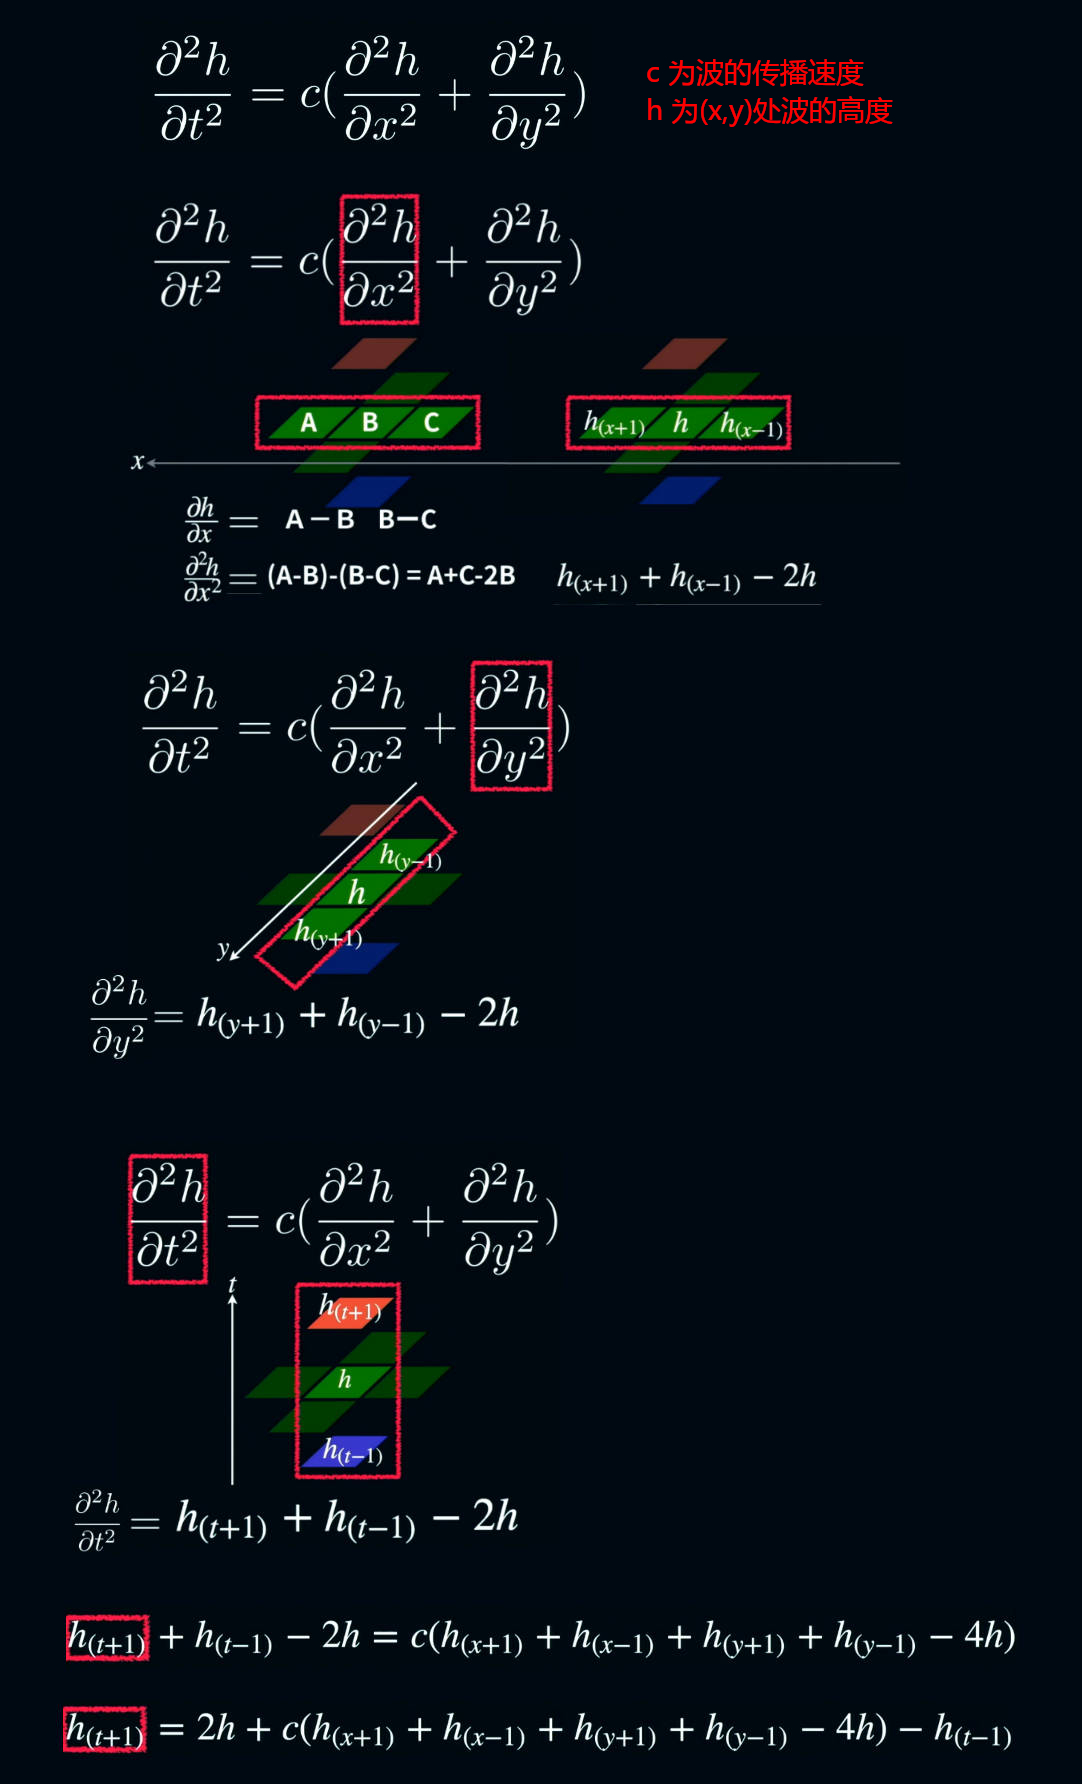 ∂²h/∂t² = c(∂²h/∂x² + ∂²h/∂y²)
c 为波的传播速度
h 为(x,y)处波的高度
∂²h/∂t² = c(∂²h/∂x² + ∂²h/∂y²)
A B C
h(x+1) h h(x−1)
x
∂h/∂x = A − B B − C
∂²h/∂x² = (A-B)-(B-C) = A+C-2B h(x+1) + h(x−1) − 2h
∂²h/∂t² = c(∂²h/∂x² + ∂²h/∂y²)
h(y−1)
h
h(y+1)
y
∂²h/∂y² = h(y+1) + h(y−1) − 2h
∂²h/∂t² = c(∂²h/∂x² + ∂²h/∂y²)
t
h(t+1)
h
h(t−1)
∂²h/∂t² = h(t+1) + h(t−1) − 2h
h(t+1) + h(t−1) − 2h = c(h(x+1) + h(x−1) + h(y+1) + h(y−1) − 4h)
h(t+1) = 2h + c(h(x+1) + h(x−1) + h(y+1) + h(y−1) − 4h) − h(t−1)